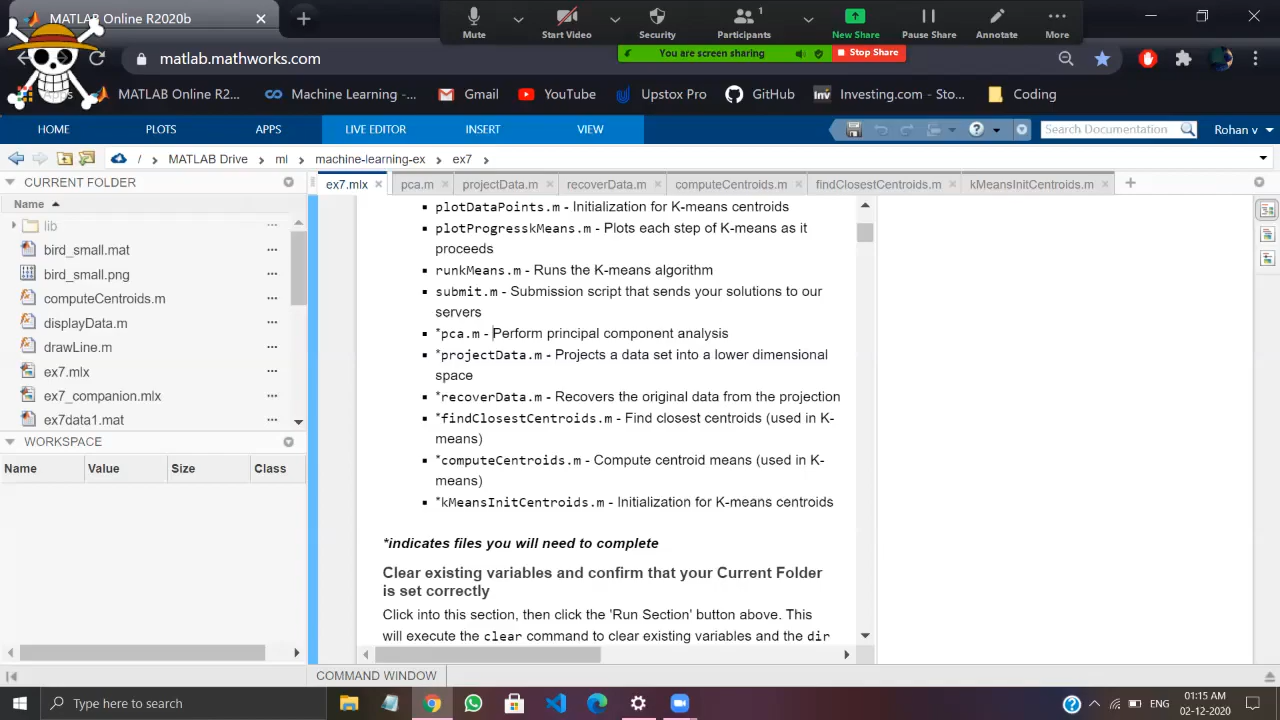 MATLAB Online R2020b
Mute
Start Video
Security
1
Participants
New Share
Pause Share
Annotate
More
You are screen sharing
Stop Share
matlab.mathworks.com
Apps
MATLAB Online R2...
Machine Learning -...
Gmail
YouTube
Upstox Pro
GitHub
Inv
Investing.com - Sto...
Coding
HOME
PLOTS
APPS
LIVE EDITOR
INSERT
VIEW
Search Documentation
Rohan v
/
MATLAB Drive
ml
machine-learning-ex
ex7
CURRENT FOLDER
ex7.mlx
pca.m
projectData.m
recoverData.m
computeCentroids.m
findClosestCentroids.m
kMeansInitCentroids.m
Name
lib
bird_small.mat
bird_small.png
computeCentroids.m
displayData.m
drawLine.m
ex7.mlx
ex7_companion.mlx
ex7data1.mat
WORKSPACE
Name
Value
Size
Class
plotDataPoints.m - Initialization for K-means centroids
plotProgresskMeans.m - Plots each step of K-means as it
proceeds
runkMeans.m - Runs the K-means algorithm
submit.m - Submission script that sends your solutions to our
servers
*pca.m - Perform principal component analysis
*projectData.m - Projects a data set into a lower dimensional
space
*recoverData.m - Recovers the original data from the projection
*findClosestCentroids.m - Find closest centroids (used in K-
means)
*computeCentroids.m - Compute centroid means (used in K-
means)
*kMeansInitCentroids.m - Initialization for K-means centroids
*indicates files you will need to complete
Clear existing variables and confirm that your Current Folder
is set correctly
Click into this section, then click the 'Run Section' button above. This
will execute the clear command to clear existing variables and the dir
COMMAND WINDOW
Type here to search
ENG
01:15 AM
02-12-2020